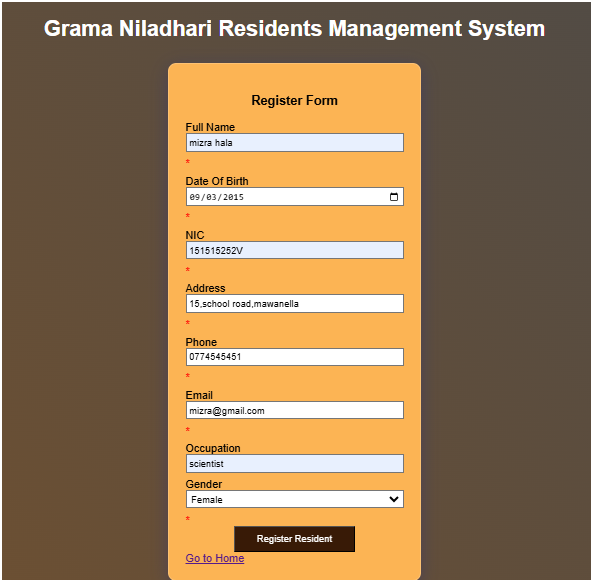 Grama Niladhari Residents Management System
Register Form
Full Name
mizra hala
*
Date Of Birth
09/03/2015
*
NIC
151515252V
*
Address
15,school road,mawanella
*
Phone
0774545451
*
Email
mizra@gmail.com
*
Occupation
scientist
Gender
Female
*
Register Resident
Go to Home